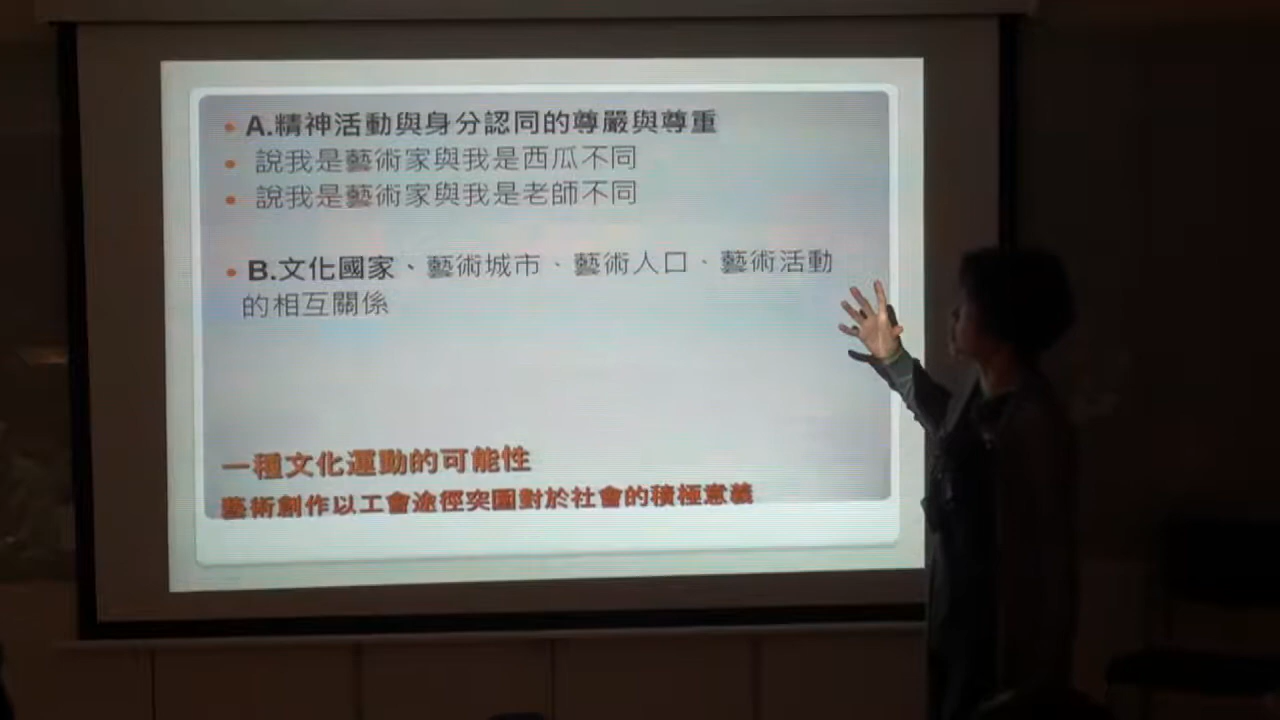 A.精神活動與身分認同的尊嚴與尊重
說我是藝術家與我是西瓜不同
說我是藝術家與我是老師不同
B.文化國家、藝術城市、藝術人口、藝術活動
的相互關係
一種文化運動的可能性
藝術創作以工會途徑突圍對於社會的積極意義